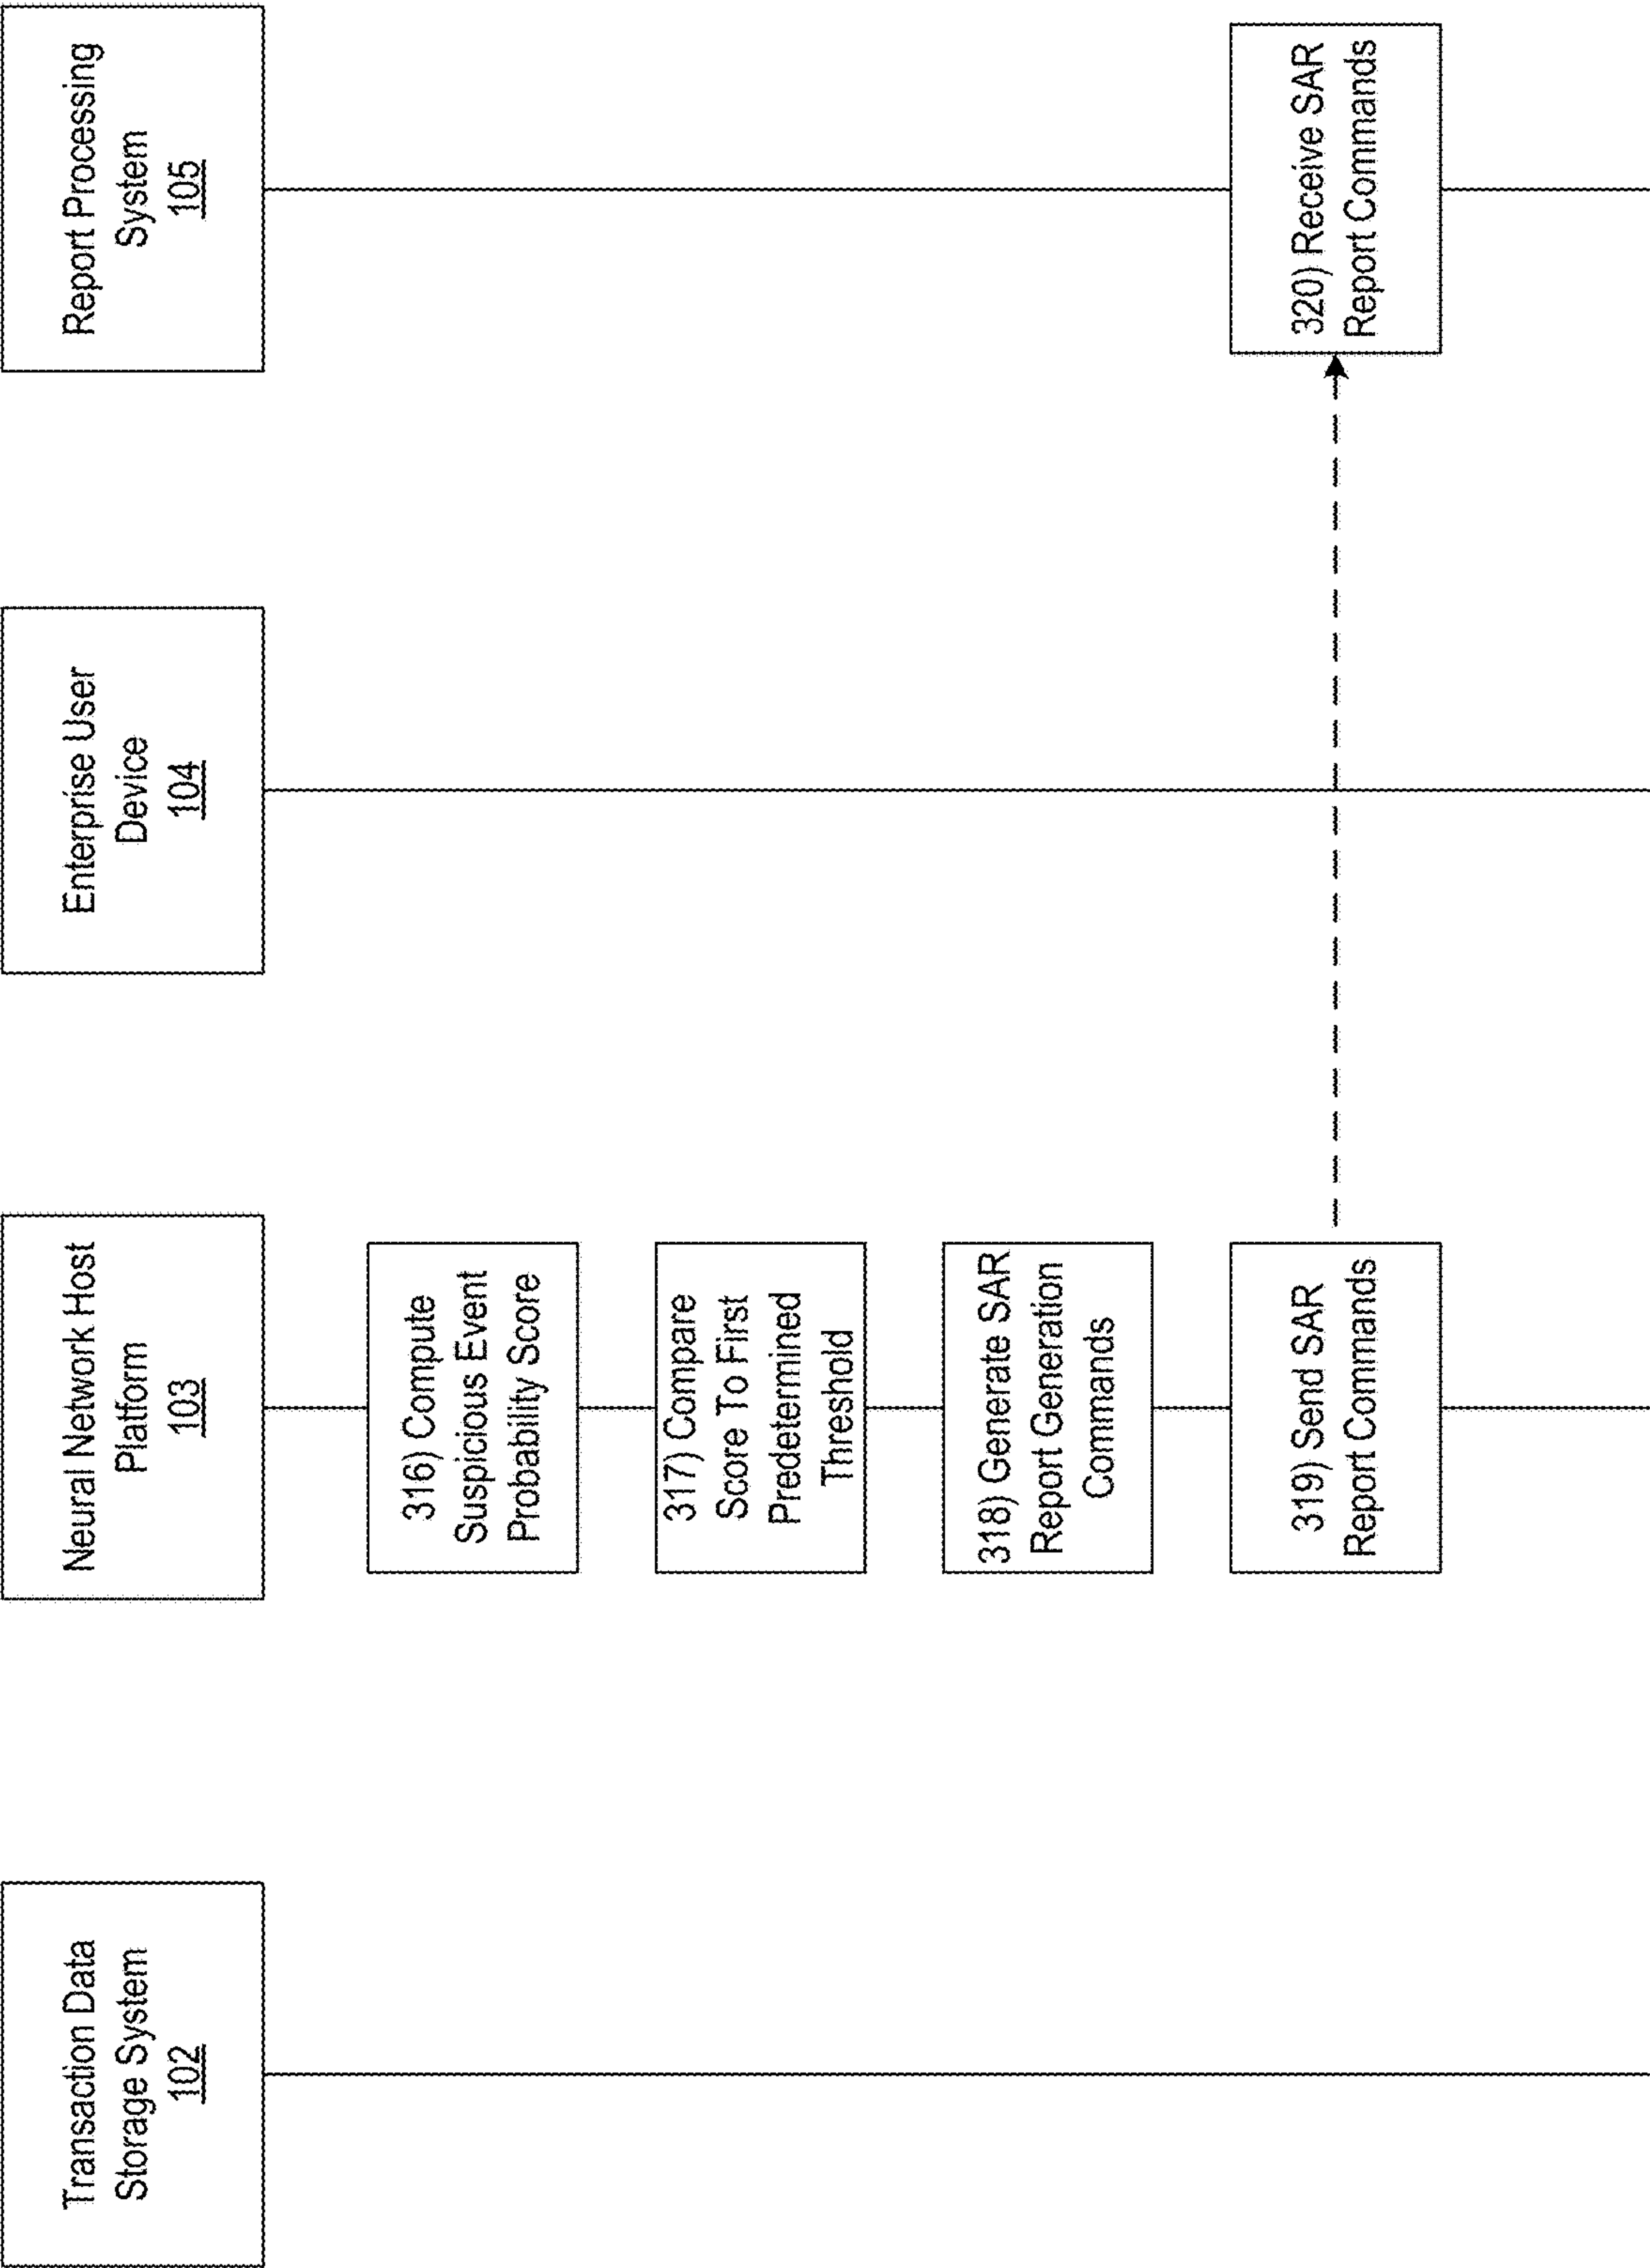 Transaction Data
Storage System
102
Neural Network Host
Platform
103
Enterprise User
Device
104
Report Processing
System
105
316) Compute
Suspicious Event
Probability Score
317) Compare
Score To First
Predetermined
Threshold
318) Generate SAR
Report Generation
Commands
319) Send SAR
Report Commands
320) Receive SAR
Report Commands